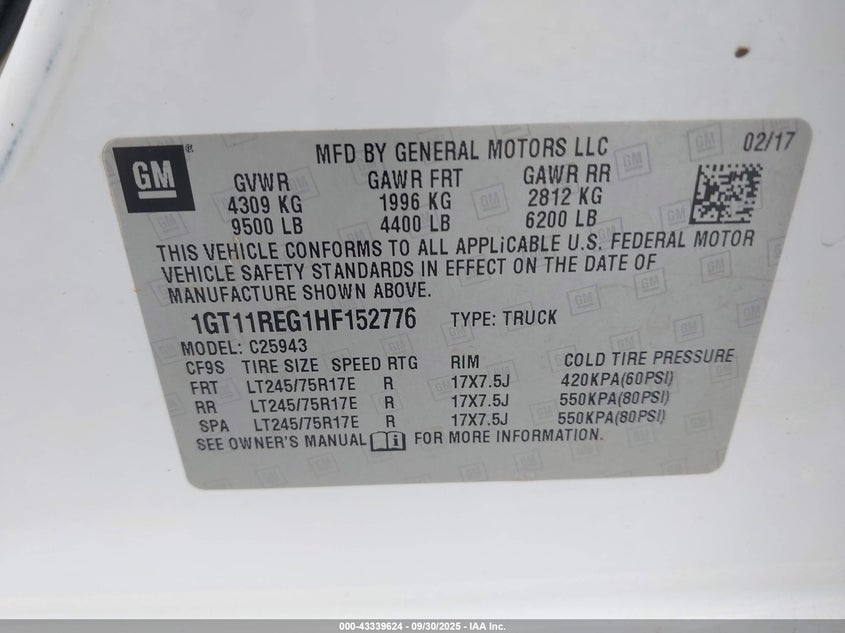 GM
MFD BY GENERAL MOTORS LLC 02/17
GVWR GAWR FRT GAWR RR
4309 KG 1996 KG 2812 KG
9500 LB 4400 LB 6200 LB
THIS VEHICLE CONFORMS TO ALL APPLiCABLE U.S. FEDERAL MOTOR
VEHICLE SAFETY STANDARDS IN EFFECT ON THE DATE OF
MANUFACTURE SHOWN ABOVE.
1GT11REG1HF152776 TYPE: TRUCK
MODEL: C25943
CF9S TIRE SIZE SPEED RTG RIM COLD TIRE PRESSURE
FRT LT245/75R17E R 17X7.5J 420KPA(60PSI)
RR LT245/75R17E R 17X7.5J 550KPA(80PSI)
SPA LT245/75R17E R 17X7.5J 550KPA(80PSI)
SEE OWNER'S MANUAL FOR MORE INFORMATION.
000-43339624 - 09/30/2025 - IAA Inc.